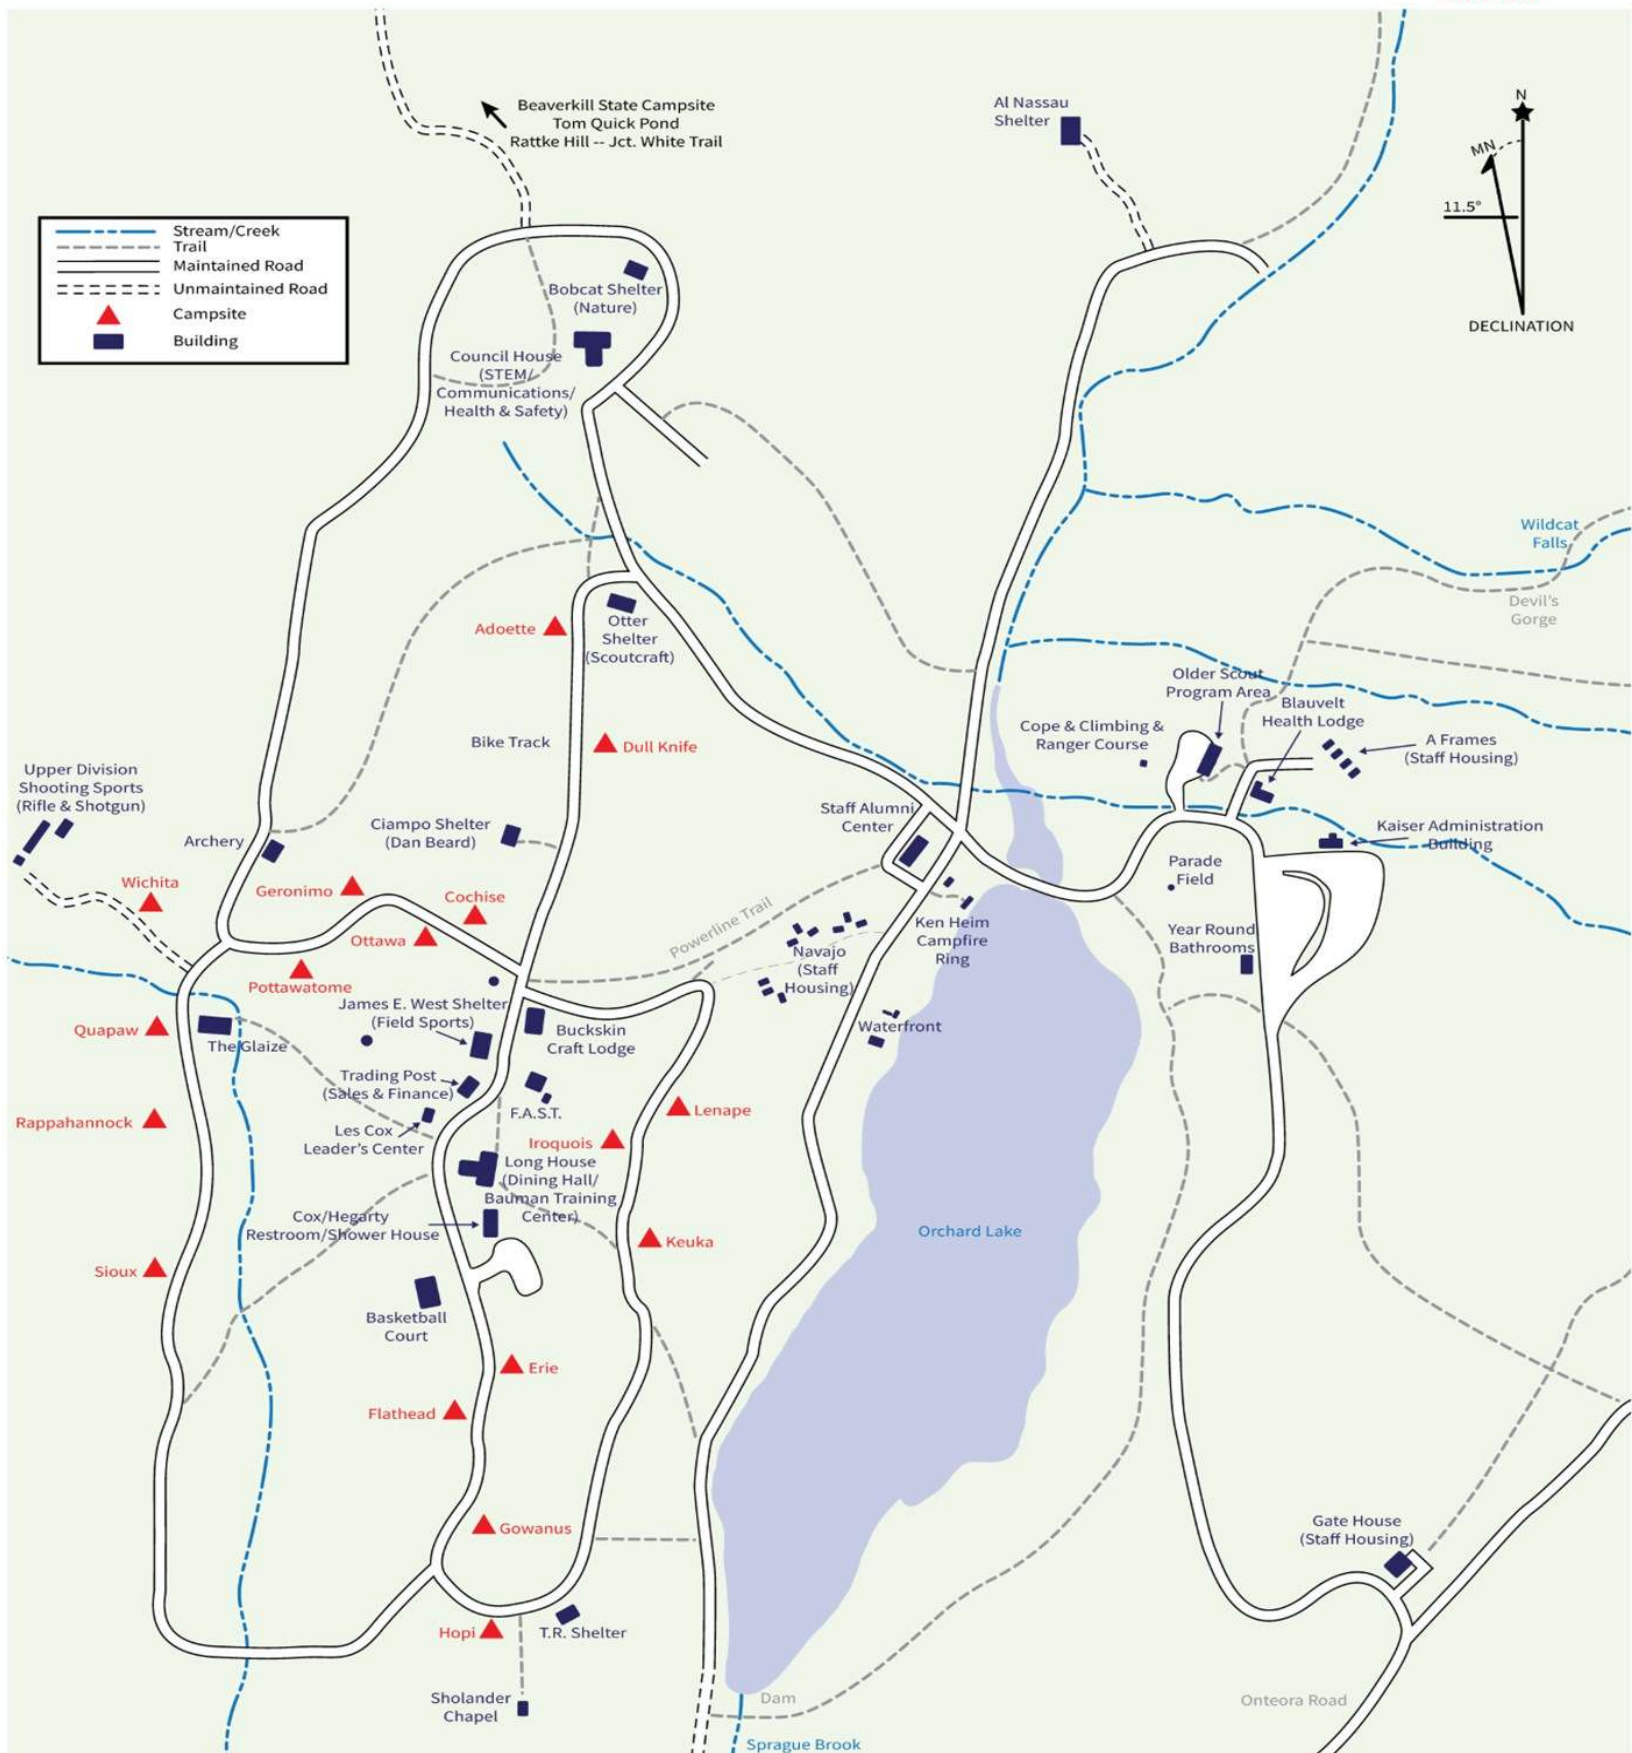 Beaverkill State Campsite
Tom Quick Pond
Rattke Hill -- Jct. White Trail
Al Nassau
Shelter
N
MN
11.5°
DECLINATION
Stream/Creek
Trail
Maintained Road
Unmaintained Road
Campsite
Building
Bobcat Shelter
(Nature)
Council House
(STEM/
Communications/
Health & Safety)
Wildcat
Falls
Devil's
Gorge
Adoette
Otter
Shelter
(Scoutcraft)
Older Scout
Program Area
Blauvelt
Health Lodge
Cope & Climbing &
Ranger Course
A Frames
(Staff Housing)
Bike Track
Dull Knife
Upper Division
Shooting Sports
(Rifle & Shotgun)
Archery
Ciampo Shelter
(Dan Beard)
Staff Alumni
Center
Kaiser Administration
Building
Parade
Field
Wichita
Geronimo
Cochise
Ottawa
Powerline Trail
Ken Heim
Campfire
Ring
Year Round
Bathrooms
Navajo
(Staff
Housing)
Pottawatome
James E. West Shelter
(Field Sports)
Quapaw
The Glaize
Buckskin
Craft Lodge
Waterfront
Trading Post
(Sales & Finance)
F.A.S.T.
Lenape
Rappahannock
Les Cox
Leader's Center
Iroquois
Long House
(Dining Hall/
Bauman Training
Center)
Cox/Hegarty
Restroom/Shower House
Keuka
Orchard Lake
Sioux
Basketball
Court
Erie
Flathead
Gowanus
Gate House
(Staff Housing)
Hopi
T.R. Shelter
Sholander
Chapel
Dam
Onteora Road
Sprague Brook